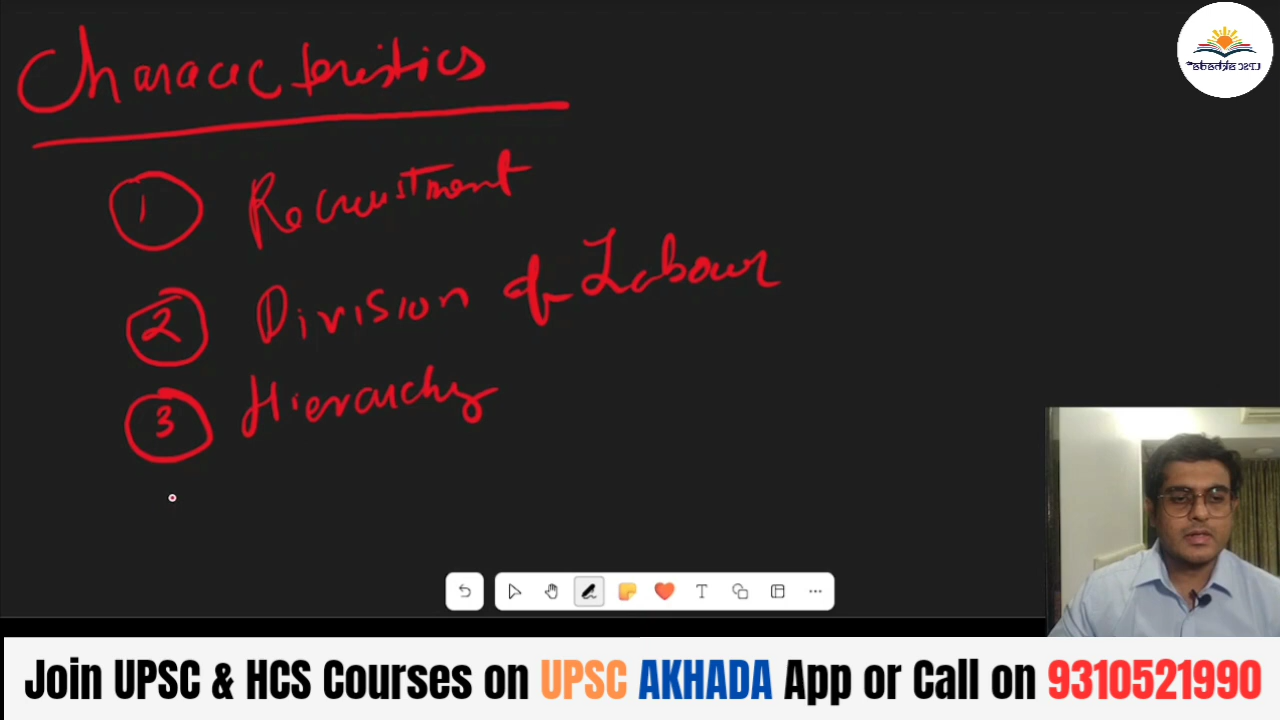 Characteristics
1 Recruitment
2 Division of Labour
3 Hierarchy
T
Join UPSC & HCS Courses on UPSC AKHADA App or Call on 9310521990